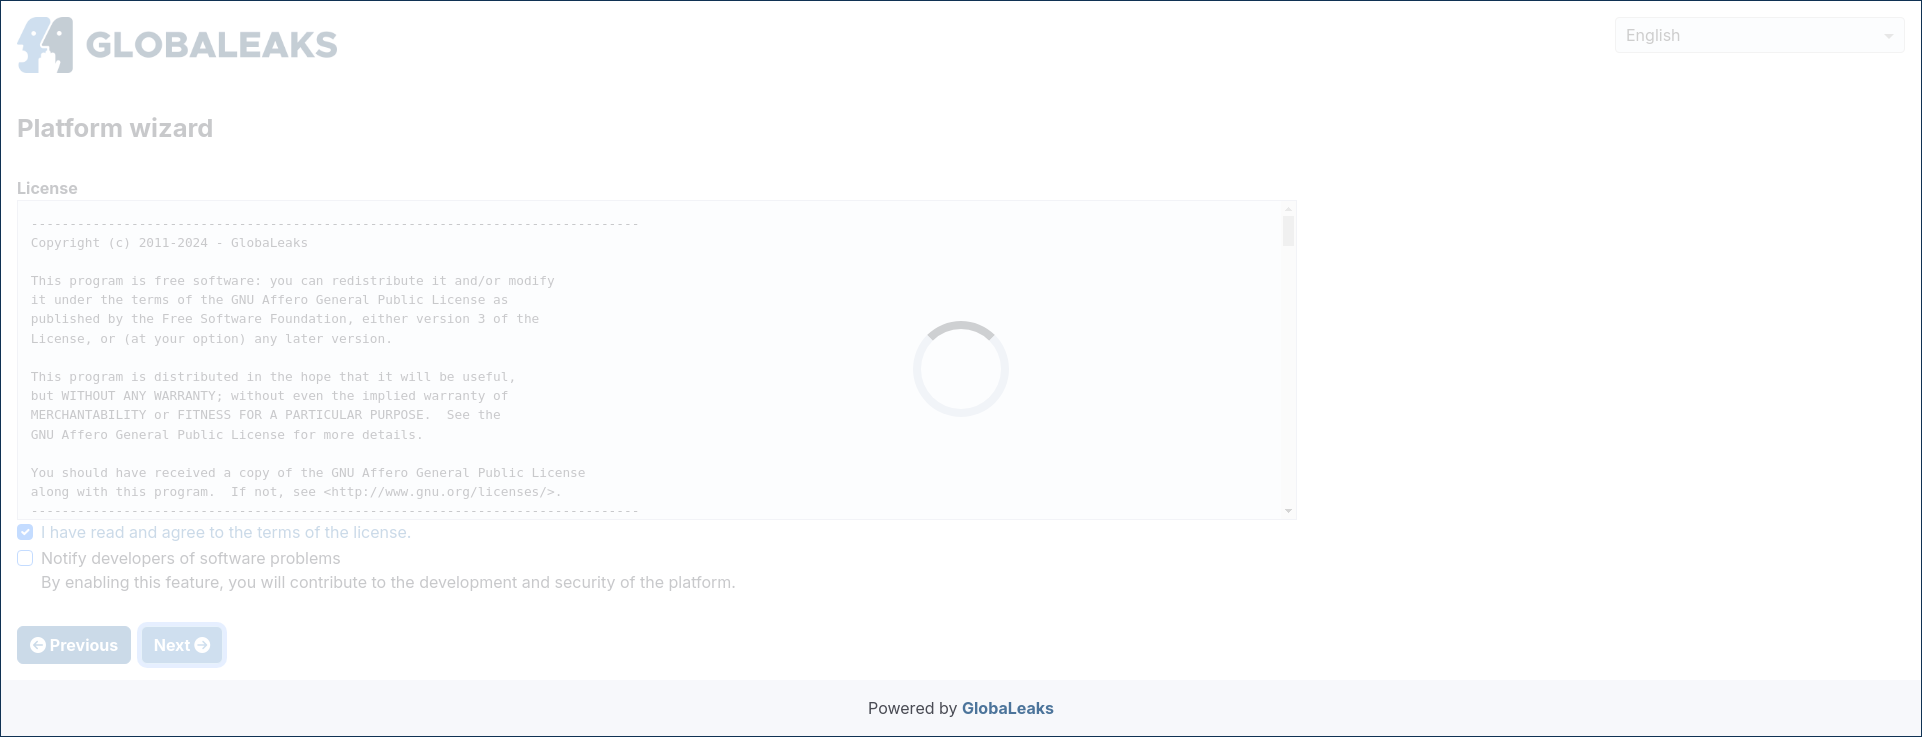 GLOBALEAKS
English
Platform wizard
License
-------------------------------------------------------------------------------
Copyright (c) 2011-2024 - GlobaLeaks
This program is free software: you can redistribute it and/or modify
it under the terms of the GNU Affero General Public License as
published by the Free Software Foundation, either version 3 of the
License, or (at your option) any later version.
This program is distributed in the hope that it will be useful,
but WITHOUT ANY WARRANTY; without even the implied warranty of
MERCHANTABILITY or FITNESS FOR A PARTICULAR PURPOSE.  See the
GNU Affero General Public License for more details.
You should have received a copy of the GNU Affero General Public License
along with this program.  If not, see <http://www.gnu.org/licenses/>.
-------------------------------------------------------------------------------
I have read and agree to the terms of the license.
Notify developers of software problems
By enabling this feature, you will contribute to the development and security of the platform.
Previous Next
Powered by GlobaLeaks